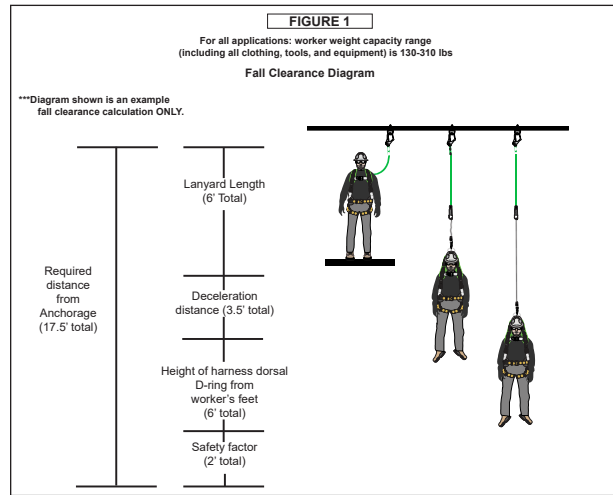 FIGURE 1
For all applications: worker weight capacity range
(including all clothing, tools, and equipment) is 130-310 lbs
Fall Clearance Diagram
***Diagram shown is an example
fall clearance calculation ONLY.
Lanyard Length
(6’ Total)
Required
distance
from
Anchorage
(17.5’ total)
Deceleration
distance (3.5’ total)
Height of harness dorsal
D-ring from
worker’s feet
(6’ total)
Safety factor
(2’ total)